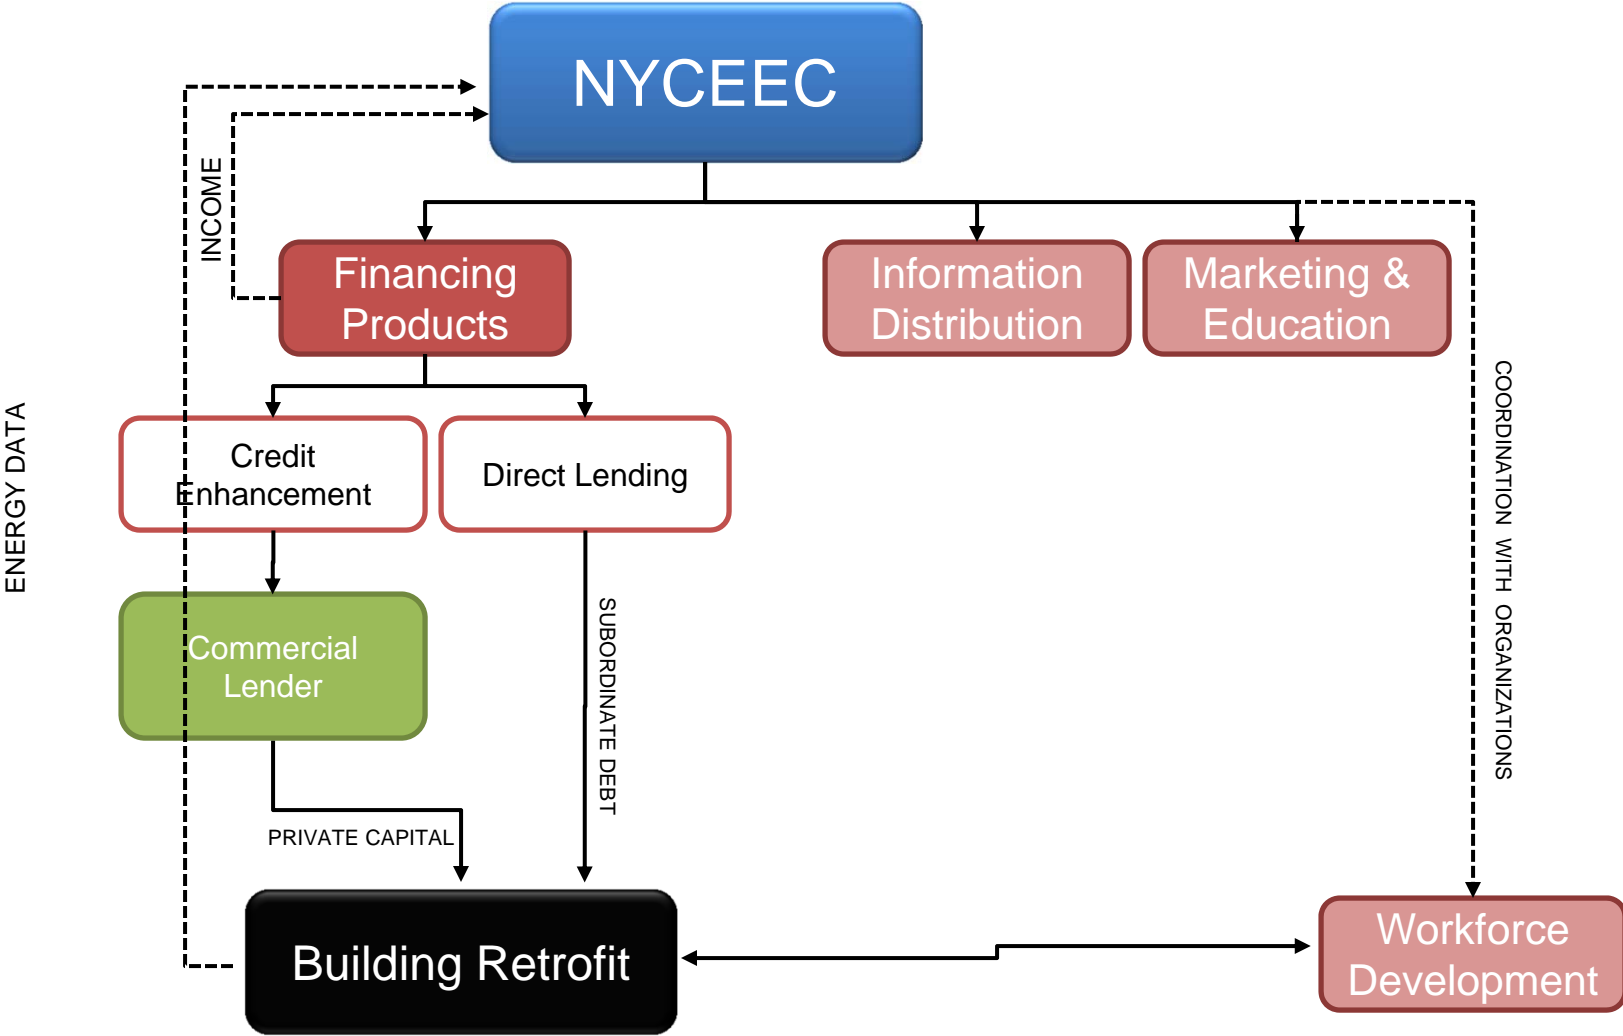 NYCEEC
INCOME
Financing
Products
Information
Distribution
Marketing &
Education
ENERGY DATA
Credit
Enhancement
Direct Lending
COORDINATION WITH ORGANIZATIONS
Commercial
Lender
SUBORDINATE DEBT
PRIVATE CAPITAL
Building Retrofit
Workforce
Development